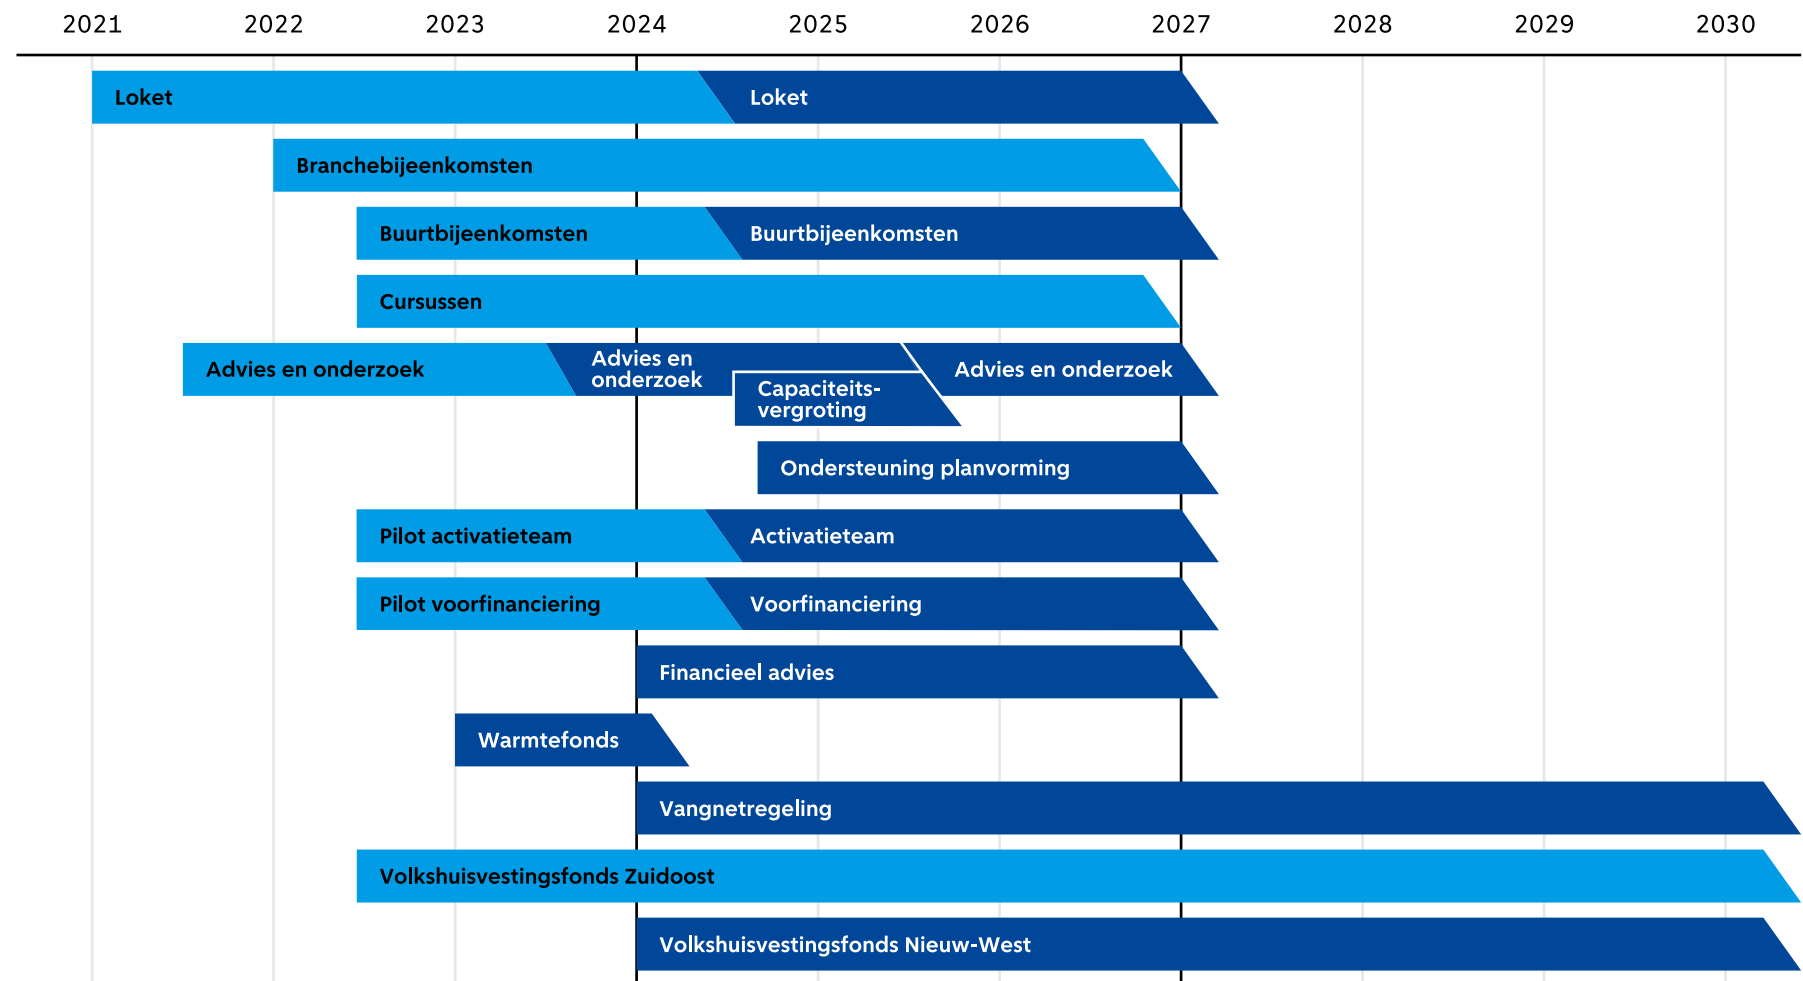 2021 2022 2023 2024 2025 2026 2027 2028 2029 2030
Loket Loket
Branchebijeenkomsten
Buurtbijeenkomsten Buurtbijeenkomsten
Cursussen
Advies en onderzoek
Advies en
onderzoek
Advies en onderzoek
Capaciteits-
vergroting
Ondersteuning planvorming
Pilot activatieteam Activatieteam
Pilot voorfinanciering Voorfinanciering
Financieel advies
Warmtefonds
Vangnetregeling
Volkshuisvestingsfonds Zuidoost
Volkshuisvestingsfonds Nieuw-West